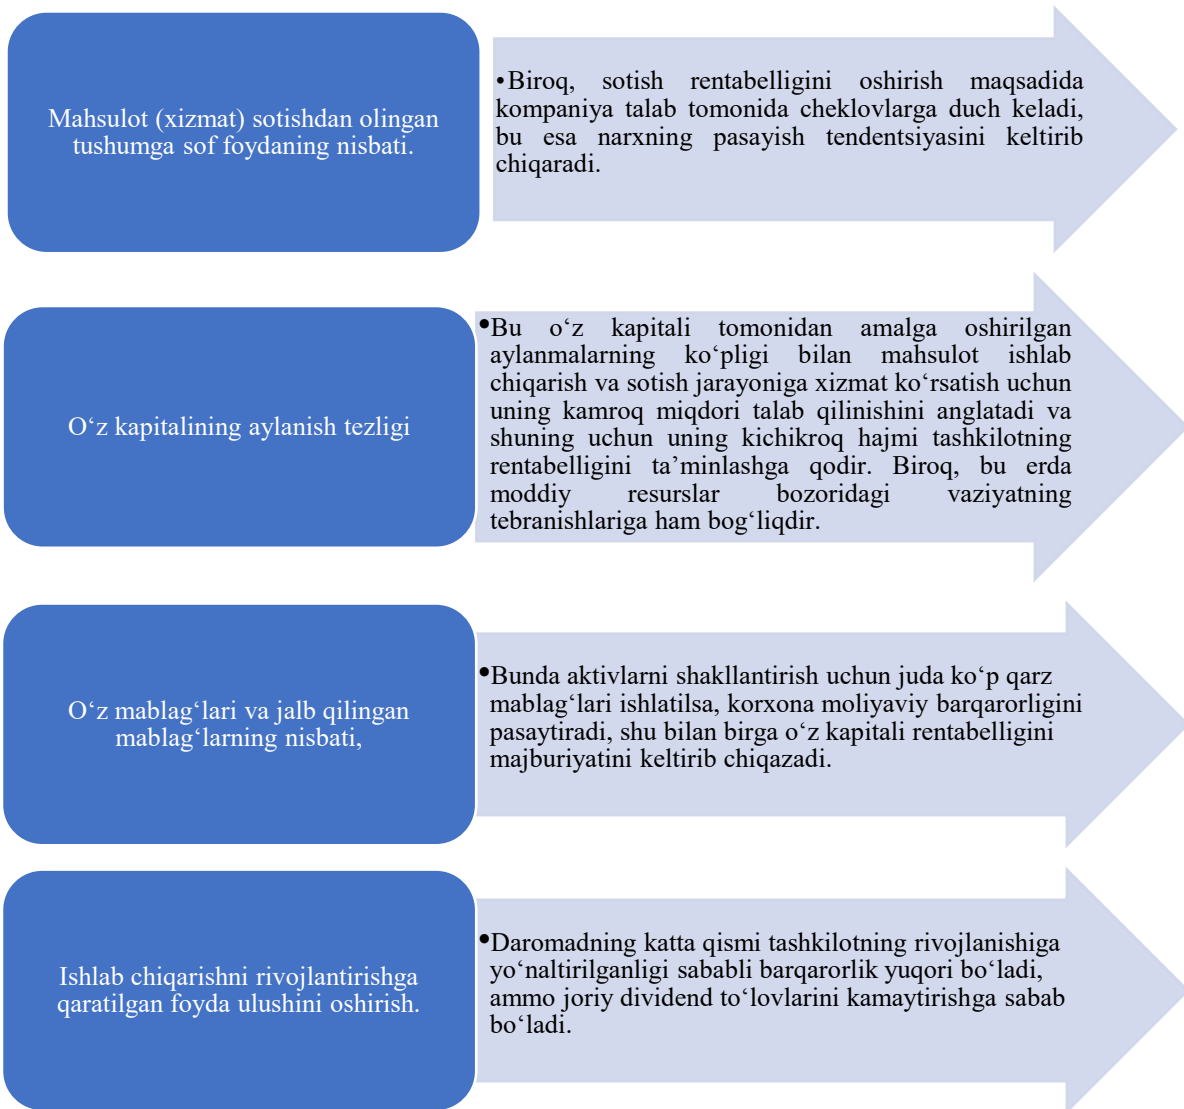 Mahsulot (xizmat) sotishdan olingan
tushumga sof foydaning nisbati.
•Biroq, sotish rentabelligini oshirish maqsadida
kompaniya talab tomonida cheklovlarga duch keladi,
bu esa narxning pasayish tendentsiyasini keltirib
chiqaradi.
O‘z kapitalining aylanish tezligi
•Bu o‘z kapitali tomonidan amalga oshirilgan
aylanmalarning ko‘pligi bilan mahsulot ishlab
chiqarish va sotish jarayoniga xizmat ko‘rsatish uchun
uning kamroq miqdori talab qilinishini anglatadi va
shuning uchun uning kichikroq hajmi tashkilotning
rentabelligini ta’minlashga qodir. Biroq, bu erda
moddiy resurslar bozoridagi vaziyatning
tebranishlariga ham bog‘liqdir.
O‘z mablag‘lari va jalb qilingan
mablag‘larning nisbati,
•Bunda aktivlarni shakllantirish uchun juda ko‘p qarz
mablag‘lari ishlatilsa, korxona moliyaviy barqarorligini
pasaytiradi, shu bilan birga o‘z kapitali rentabelligini
majburiyatini keltirib chiqazadi.
Ishlab chiqarishni rivojlantirishga
qaratilgan foyda ulushini oshirish.
•Daromadning katta qismi tashkilotning rivojlanishiga
yo‘naltirilganligi sababli barqarorlik yuqori bo‘ladi,
ammo joriy dividend to‘lovlarini kamaytirishga sabab
bo‘ladi.